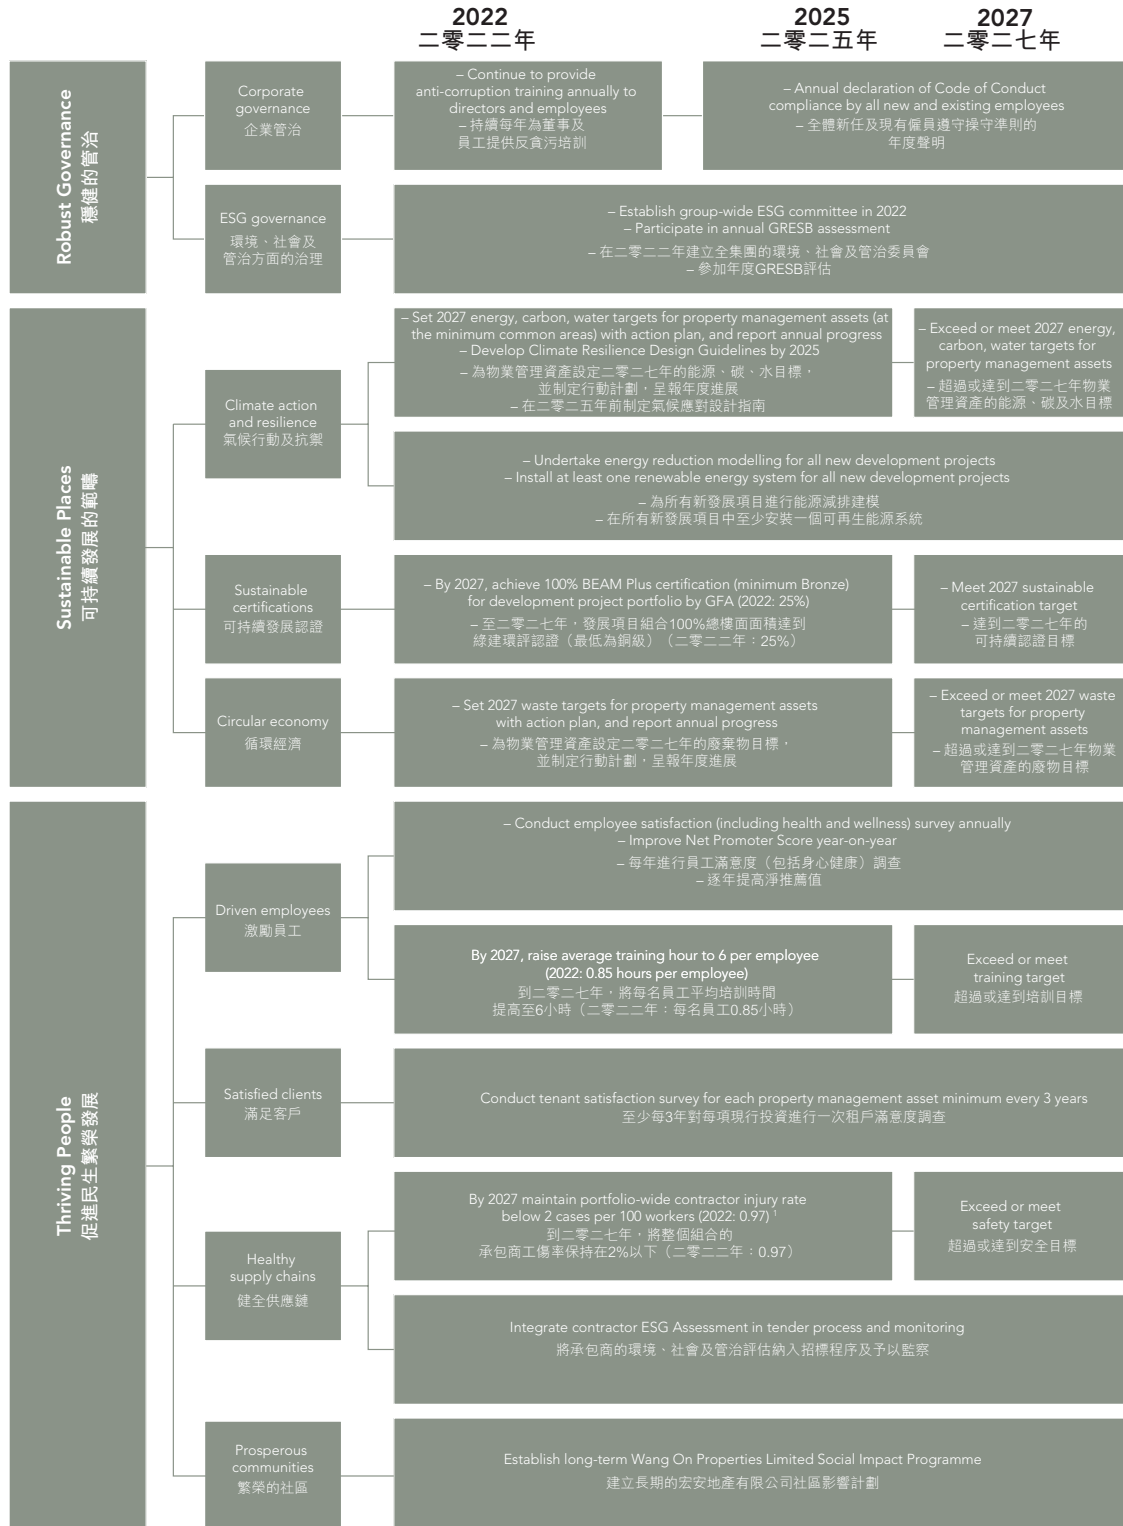 2022
二零二二年
2025
二零二五年
2027
二零二七年
Robust Governance
穩健的管治
Corporate
governance
企業管治
– Continue to provide
anti-corruption training annually to
directors and employees
– 持續每年為董事及
員工提供反貪污培訓
– Annual declaration of Code of Conduct
compliance by all new and existing employees
– 全體新任及現有僱員遵守操守準則的
年度聲明
ESG governance
環境、社會及
管治方面的治理
– Establish group-wide ESG committee in 2022
– Participate in annual GRESB assessment
– 在二零二二年建立全集團的環境、社會及管治委員會
– 參加年度GRESB評估
Sustainable Places
可持續發展的範疇
Climate action
and resilience
氣候行動及抗禦
– Set 2027 energy, carbon, water targets for property management assets (at
the minimum common areas) with action plan, and report annual progress
– Develop Climate Resilience Design Guidelines by 2025
– 為物業管理資產設定二零二七年的能源、碳、水目標，
並制定行動計劃，呈報年度進展
– 在二零二五年前制定氣候應對設計指南
– Exceed or meet 2027 energy,
carbon, water targets for
property management assets
– 超過或達到二零二七年物業
管理資產的能源、碳及水目標
– Undertake energy reduction modelling for all new development projects
– Install at least one renewable energy system for all new development projects
– 為所有新發展項目進行能源減排建模
– 在所有新發展項目中至少安裝一個可再生能源系統
Sustainable
certifications
可持續發展認證
– By 2027, achieve 100% BEAM Plus certification (minimum Bronze)
for development project portfolio by GFA (2022: 25%)
– 至二零二七年，發展項目組合100%總樓面面積達到
綠建環評認證（最低為銅級）（二零二二年：25%）
– Meet 2027 sustainable
certification target
– 達到二零二七年的
可持續認證目標
Circular economy
循環經濟
– Set 2027 waste targets for property management assets
with action plan, and report annual progress
– 為物業管理資產設定二零二七年的廢棄物目標，
並制定行動計劃，呈報年度進展
– Exceed or meet 2027 waste
targets for property
management assets
– 超過或達到二零二七年物業
管理資產的廢物目標
Thriving People
促進民生繁榮發展
Driven employees
激勵員工
– Conduct employee satisfaction (including health and wellness) survey annually
– Improve Net Promoter Score year-on-year
– 每年進行員工滿意度（包括身心健康）調查
– 逐年提高淨推薦值
By 2027, raise average training hour to 6 per employee
(2022: 0.85 hours per employee)
到二零二七年，將每名員工平均培訓時間
提高至6小時（二零二二年：每名員工0.85小時）
Exceed or meet
training target
超過或達到培訓目標
Satisfied clients
滿足客戶
Conduct tenant satisfaction survey for each property management asset minimum every 3 years
至少每3年對每項現行投資進行一次租戶滿意度調查
Healthy
supply chains
健全供應鏈
By 2027 maintain portfolio-wide contractor injury rate
below 2 cases per 100 workers (2022: 0.97) 1
到二零二七年，將整個組合的
承包商工傷率保持在2%以下（二零二二年：0.97）
Exceed or meet
safety target
超過或達到安全目標
Integrate contractor ESG Assessment in tender process and monitoring
將承包商的環境、社會及管治評估納入招標程序及予以監察
Prosperous
communities
繁榮的社區
Establish long-term Wang On Properties Limited Social Impact Programme
建立長期的宏安地產有限公司社區影響計劃